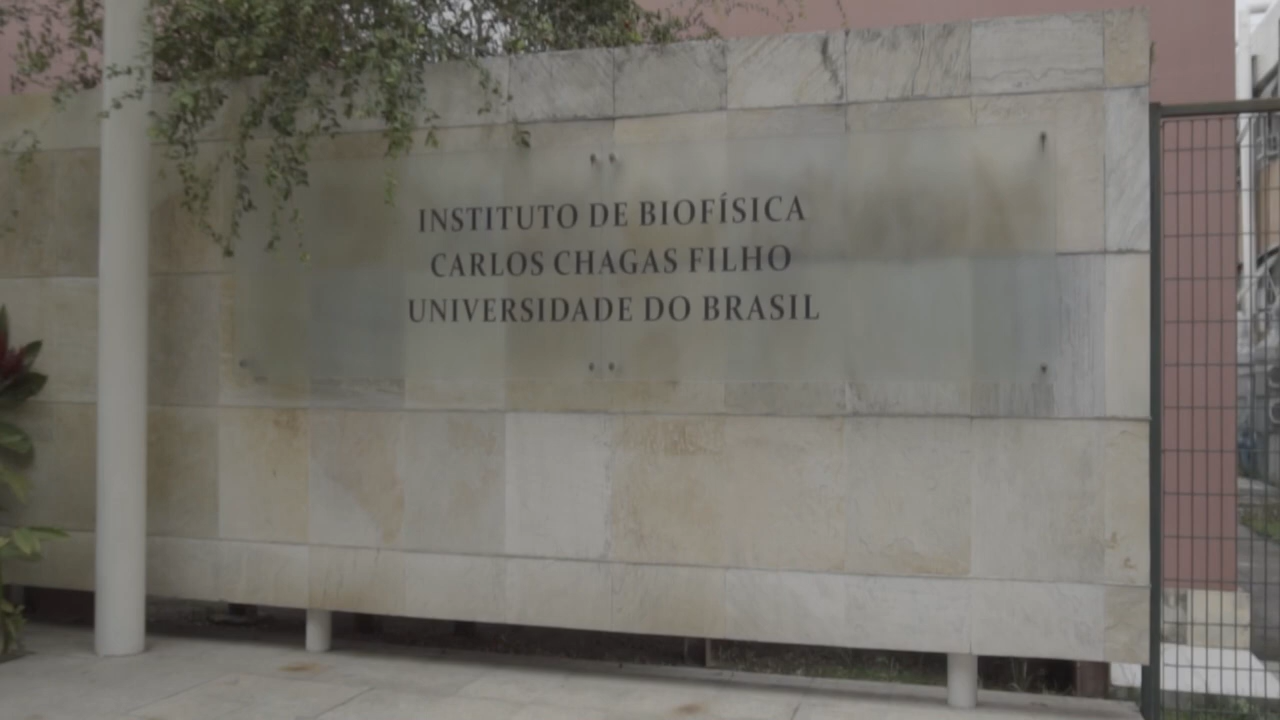 INSTITUTO DE BIOFÍSICA
CARLOS CHAGAS FILHO
UNIVERSIDADE DO BRASIL